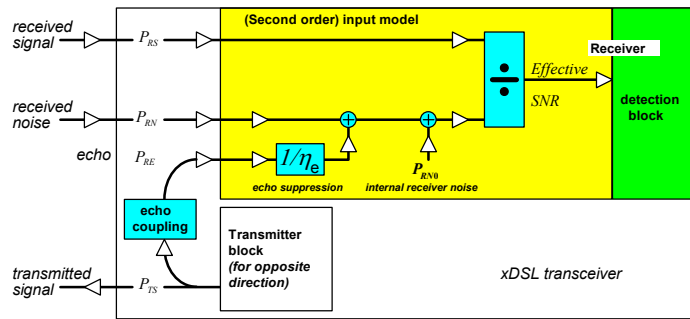 received
signal
P_RS
(Second order) input model
÷
Effective
SNR
Receiver
detection
block
received
noise
P_RN
echo
P_RE
1/η_e
echo suppression
P_RN0
internal receiver noise
echo
coupling
Transmitter
block
(for opposite
direction)
transmitted
signal
P_TS
xDSL transceiver